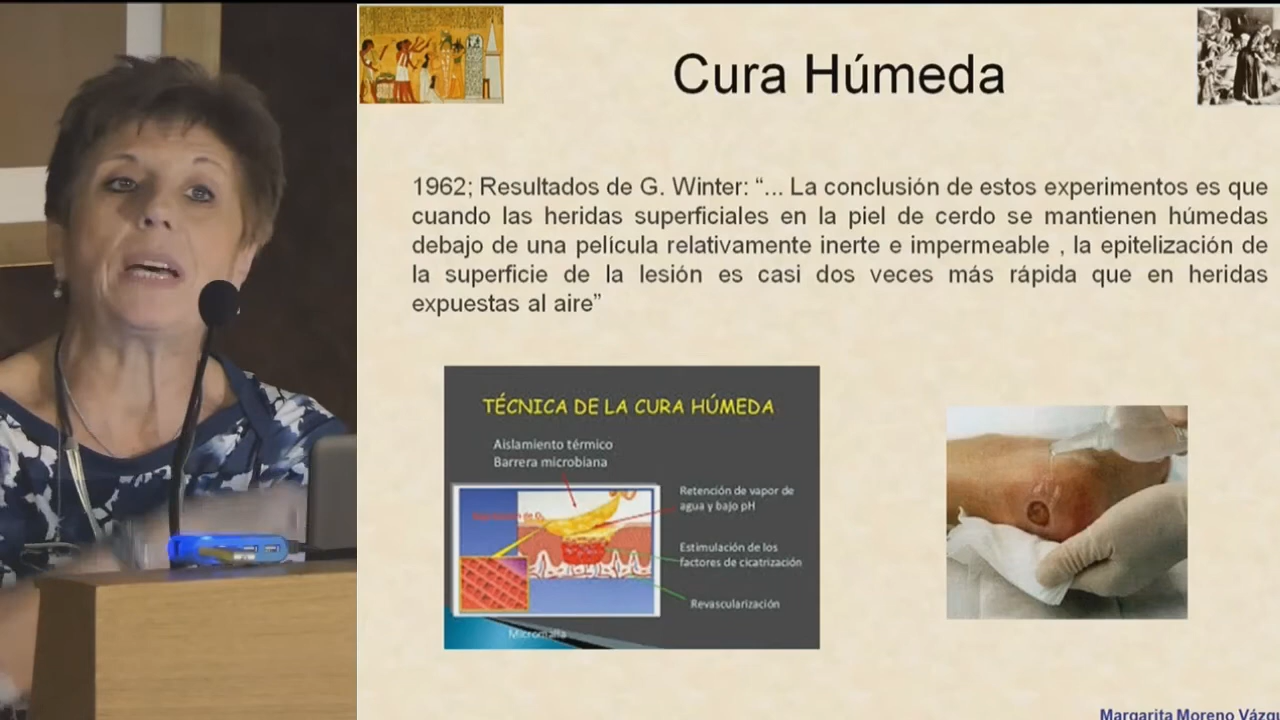 Cura Húmeda
1962; Resultados de G. Winter: “... La conclusión de estos experimentos es que
cuando las heridas superficiales en la piel de cerdo se mantienen húmedas
debajo de una película relativamente inerte e impermeable , la epitelización de
la superficie de la lesión es casi dos veces más rápida que en heridas
expuestas al aire”
TÉCNICA DE LA CURA HÚMEDA
Aislamiento térmico
Barrera microbiana
Retención de vapor de
agua y bajo pH
Estimulación de los
factores de cicatrización
Revascularización
Micromalla
Margarita Moreno Vázqu